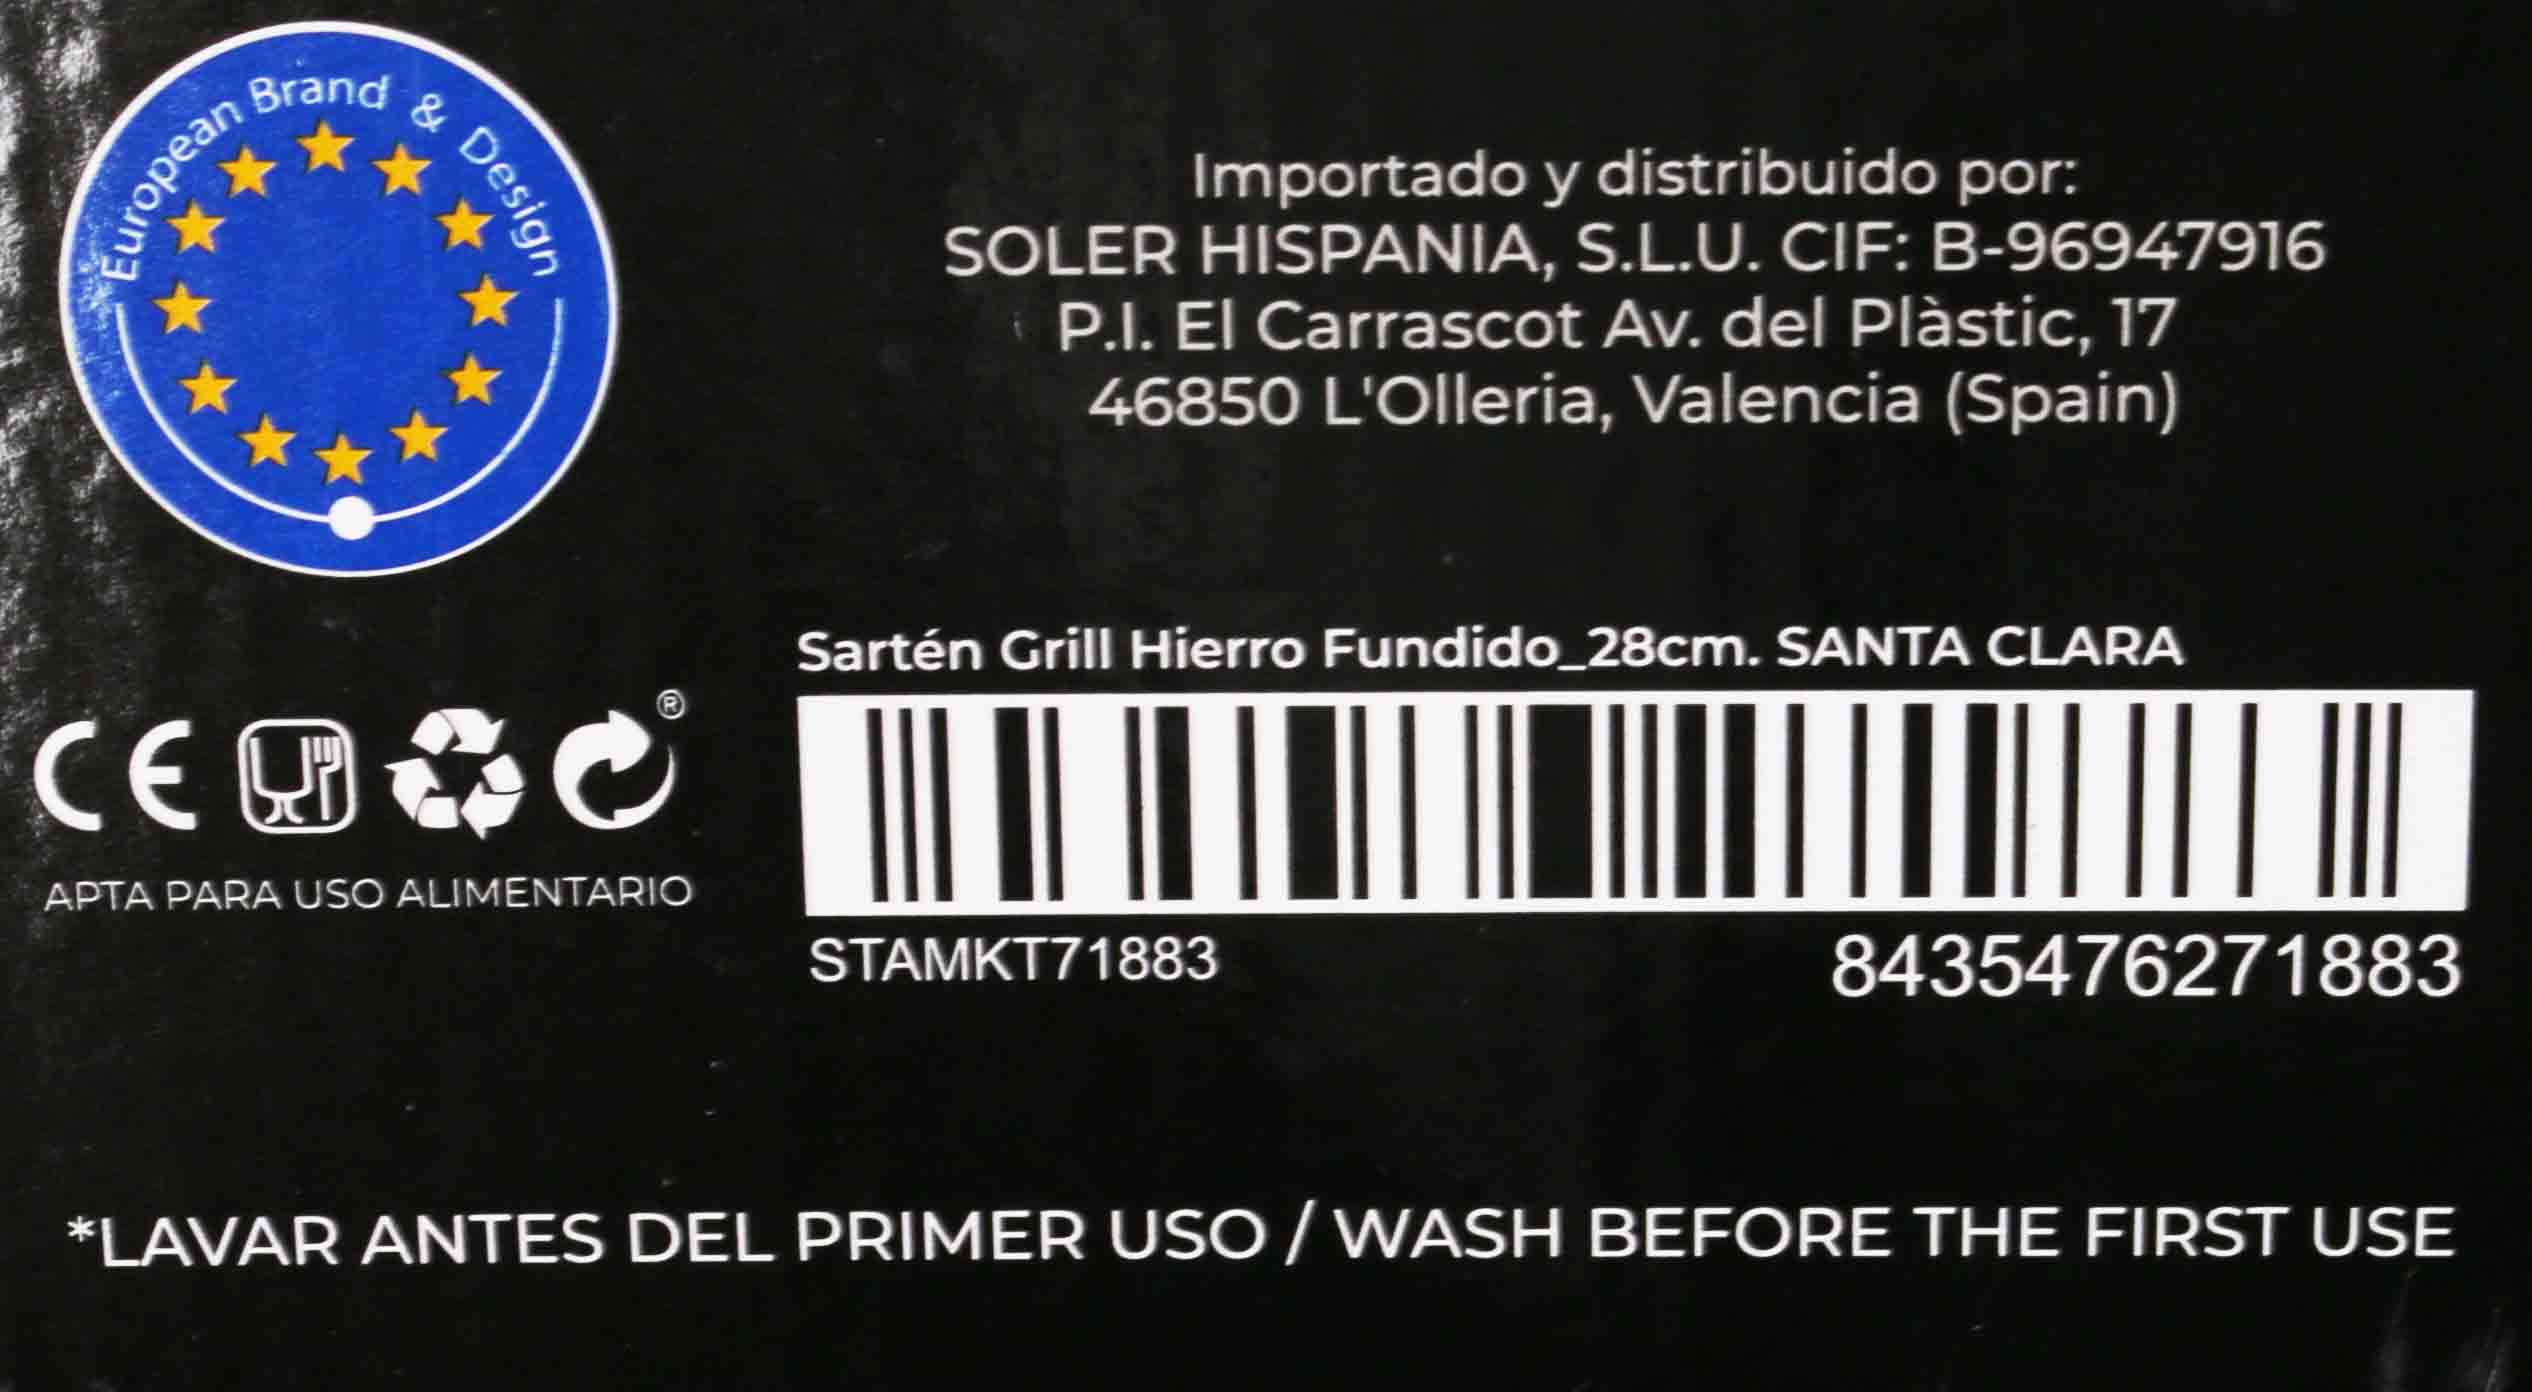 European Brand & Design
Importado y distribuido por:
SOLER HISPANIA, S.L.U. CIF: B-96947916
P.I. El Carrascot Av. del Plàstic, 17
46850 L'Olleria, Valencia (Spain)
Sartén Grill Hierro Fundido_28cm. SANTA CLARA
CE
®
APTA PARA USO ALIMENTARIO
STAMKT71883
8435476271883
*LAVAR ANTES DEL PRIMER USO / WASH BEFORE THE FIRST USE